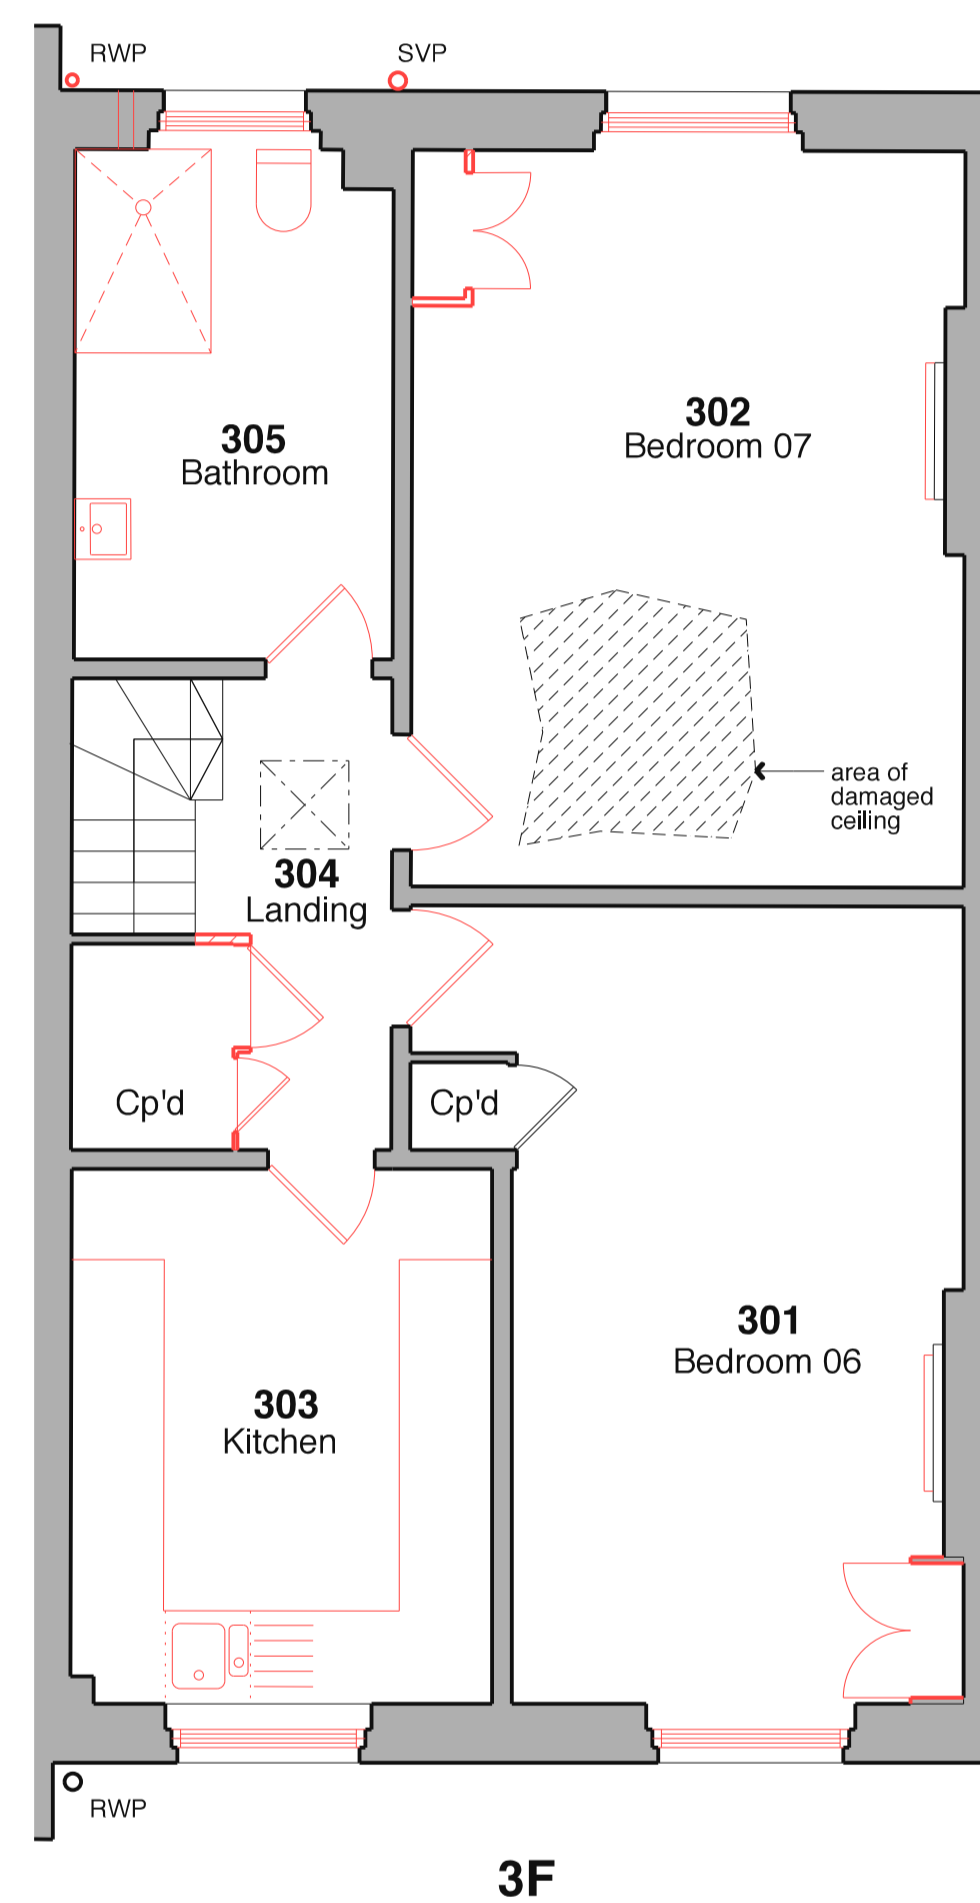 RWP
SVP
302
Bedroom 07
305
Bathroom
area of
damaged
ceiling
304
Landing
Cp'd
Cp'd
301
Bedroom 06
303
Kitchen
RWP
3F